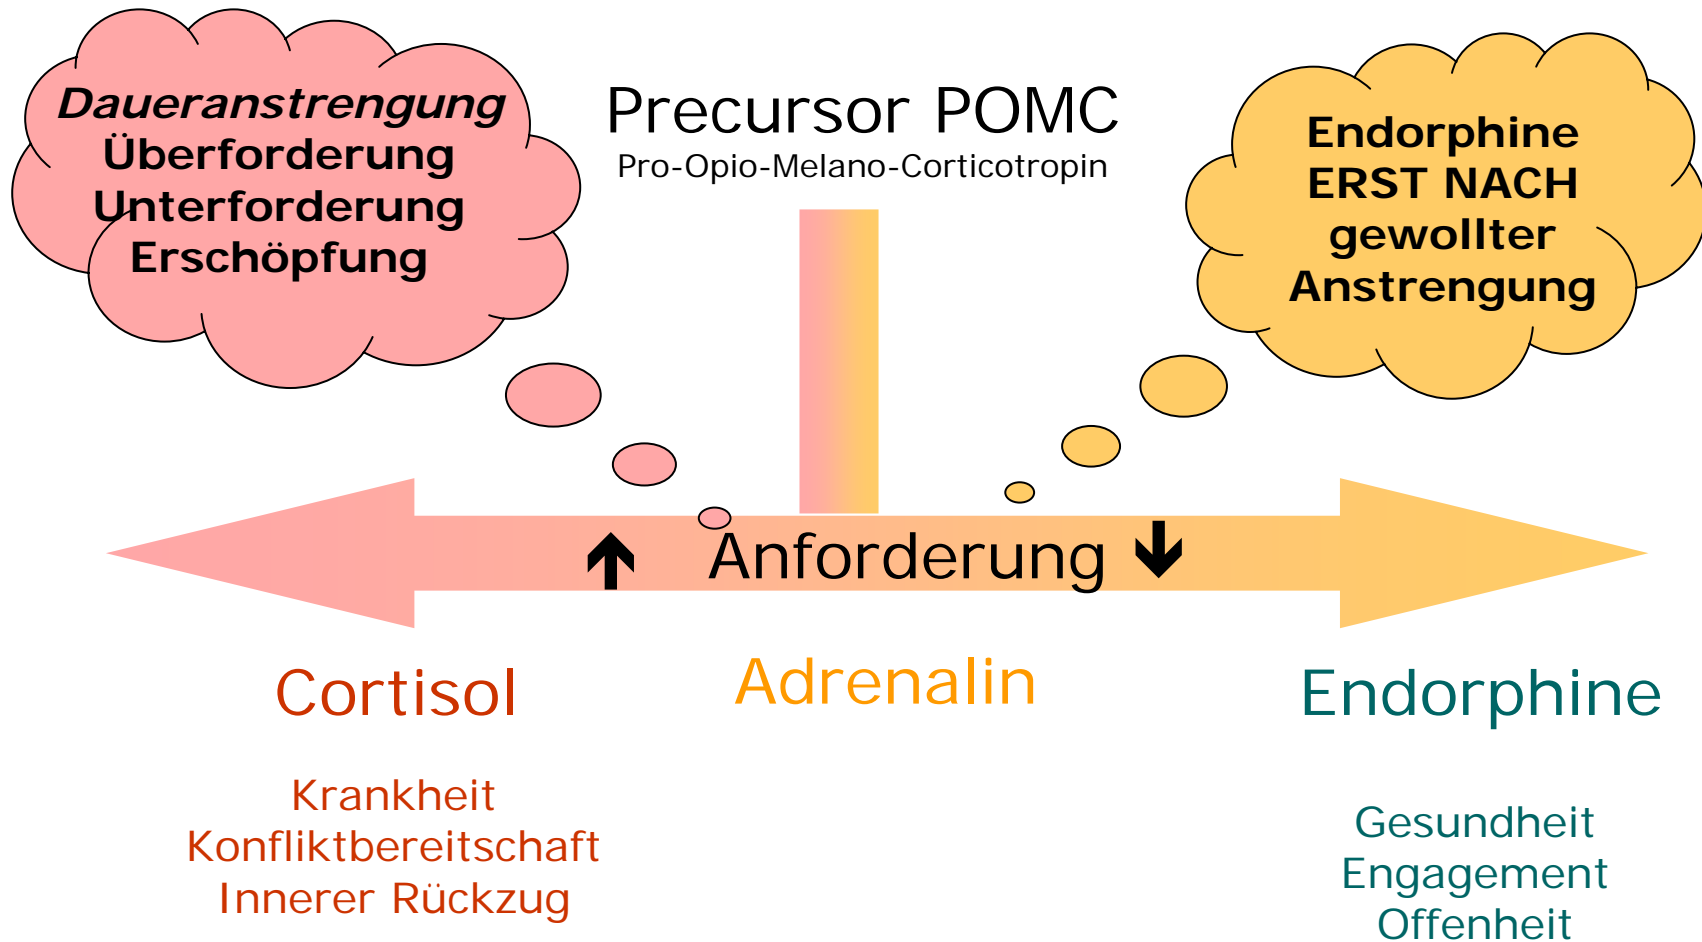 Daueranstrengung
Überforderung
Unterforderung
Erschöpfung
Precursor POMC
Pro-Opio-Melano-Corticotropin
Endorphine
ERST NACH
gewollter
Anstrengung
↑ Anforderung ↓
Cortisol
Adrenalin
Endorphine
Krankheit
Konfliktbereitschaft
Innerer Rückzug
Gesundheit
Engagement
Offenheit